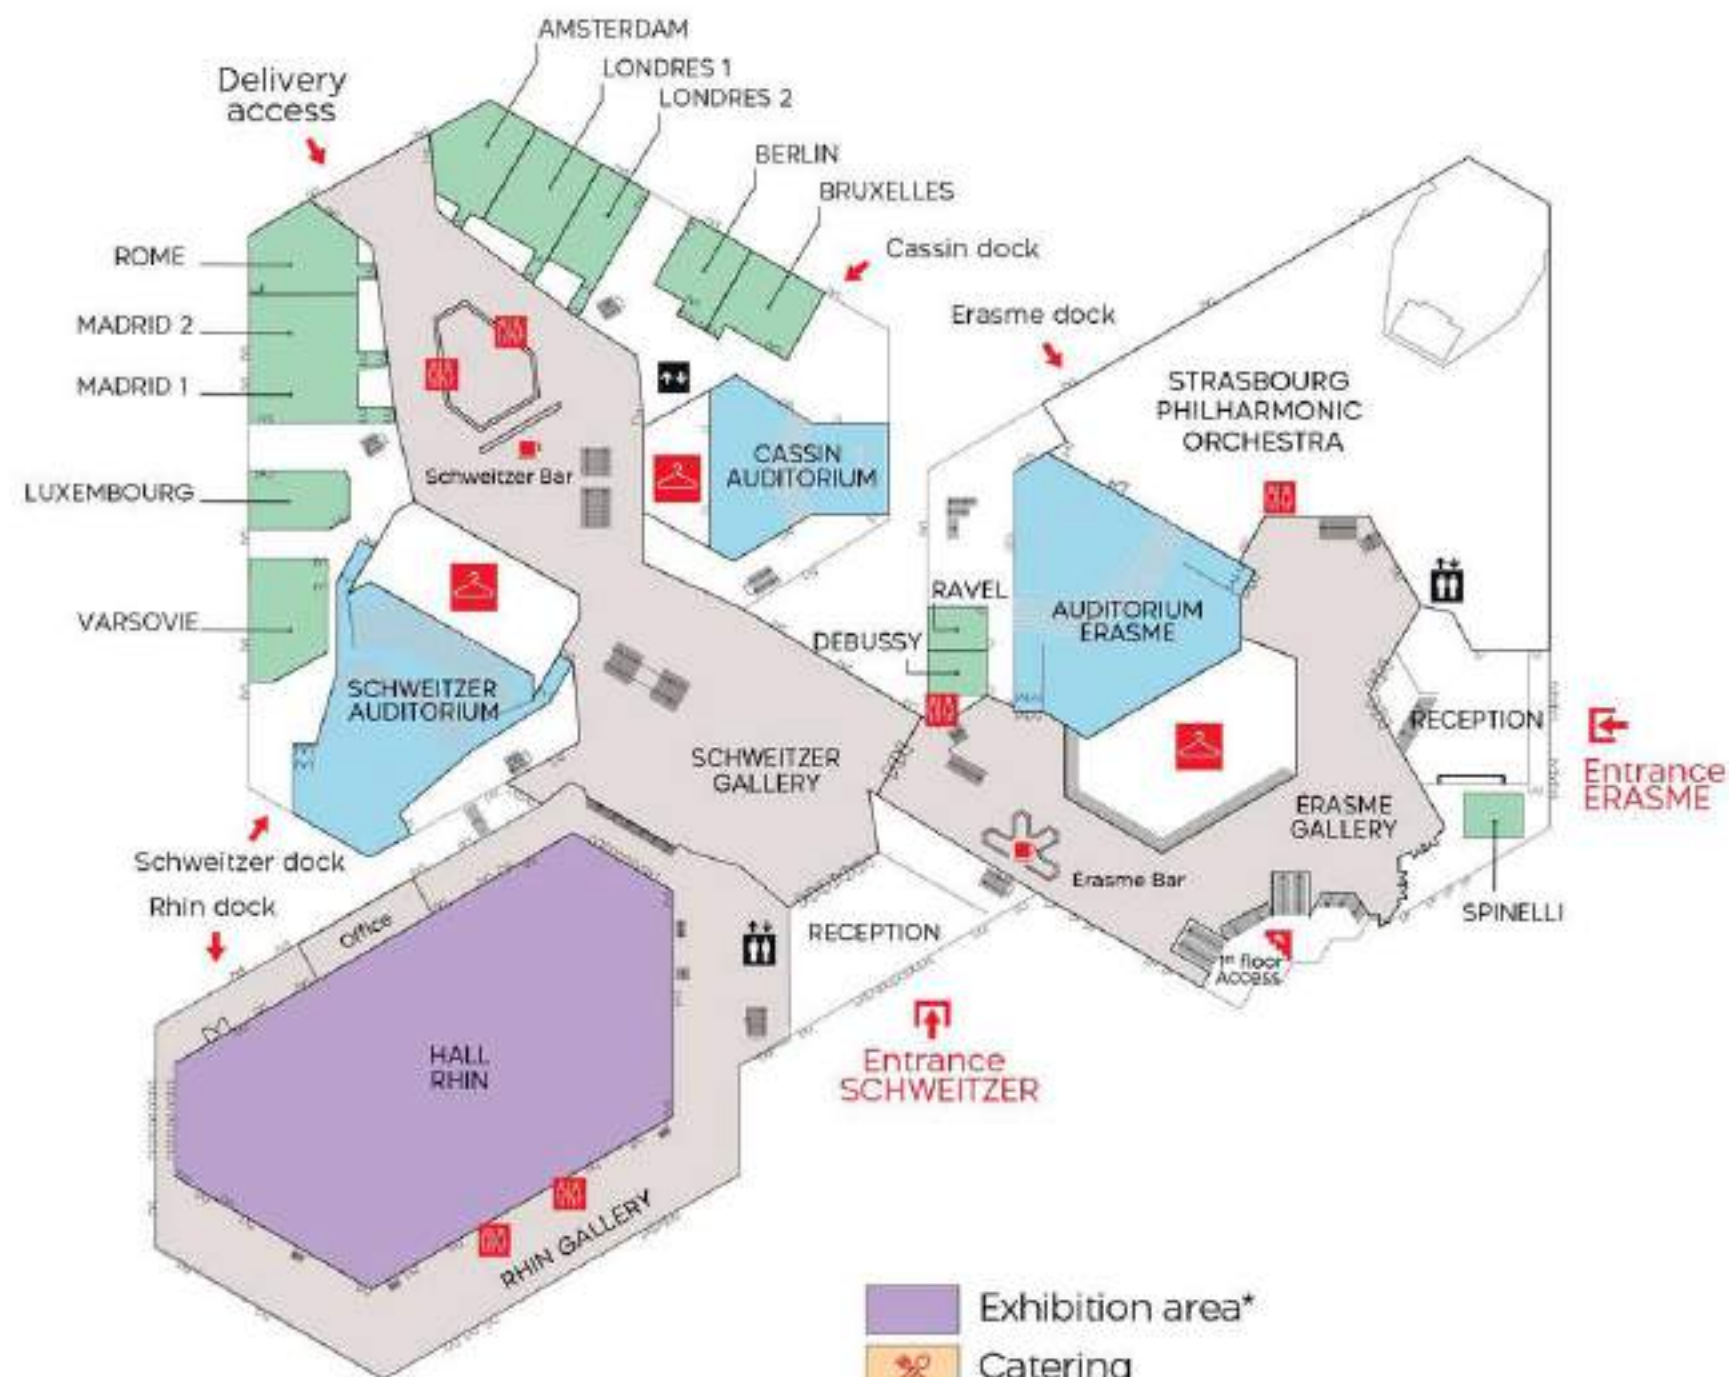 AMSTERDAM
LONDRES 1
LONDRES 2
Delivery
access
BERLIN
BRUXELLES
ROME
Cassin dock
MADRID 2
Erasme dock
MADRID 1
STRASBOURG
PHILHARMONIC
ORCHESTRA
CASSIN
AUDITORIUM
Schweitzer Bar
LUXEMBOURG
RAVEL
AUDITORIUM
ERASME
VARSOVIE
DEBUSSY
SCHWEITZER
AUDITORIUM
RECEPTION
SCHWEITZER
GALLERY
Entrance
ERASME
ERASME
GALLERY
Schweitzer dock
Erasme Bar
Rhin dock
Office
SPINELLI
RECEPTION
1st floor
Access
HALL
RHIN
Entrance
SCHWEITZER
RHIN GALLERY
Exhibition area*
Catering